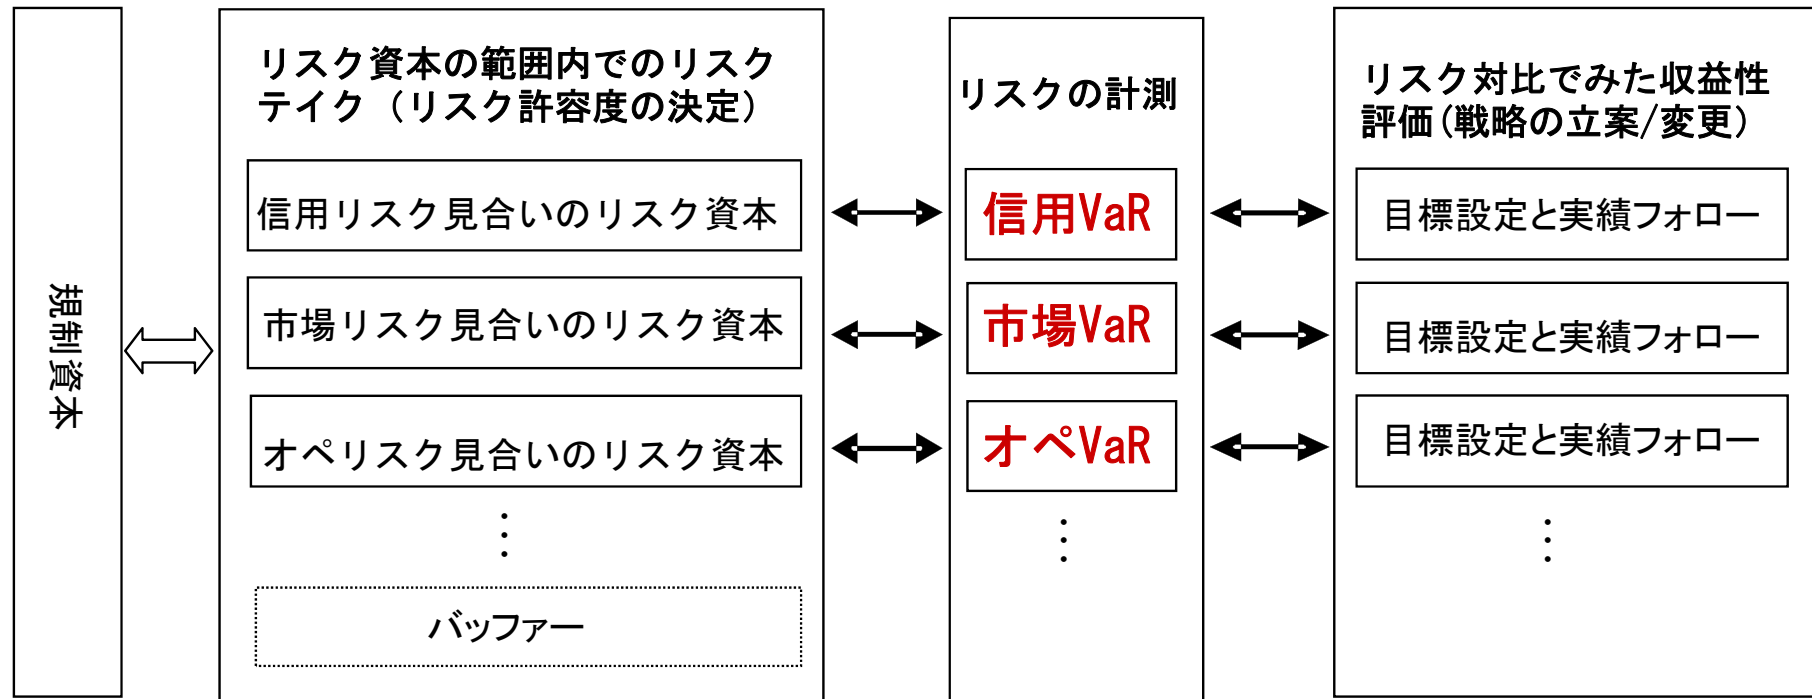 規制資本
リスク資本の範囲内でのリスク
テイク（リスク許容度の決定）
信用リスク見合いのリスク資本
市場リスク見合いのリスク資本
オペリスク見合いのリスク資本
⋮
バッファー
リスクの計測
信用VaR
市場VaR
オペVaR
⋮
リスク対比でみた収益性
評価（戦略の立案/変更）
目標設定と実績フォロー
目標設定と実績フォロー
目標設定と実績フォロー
⋮